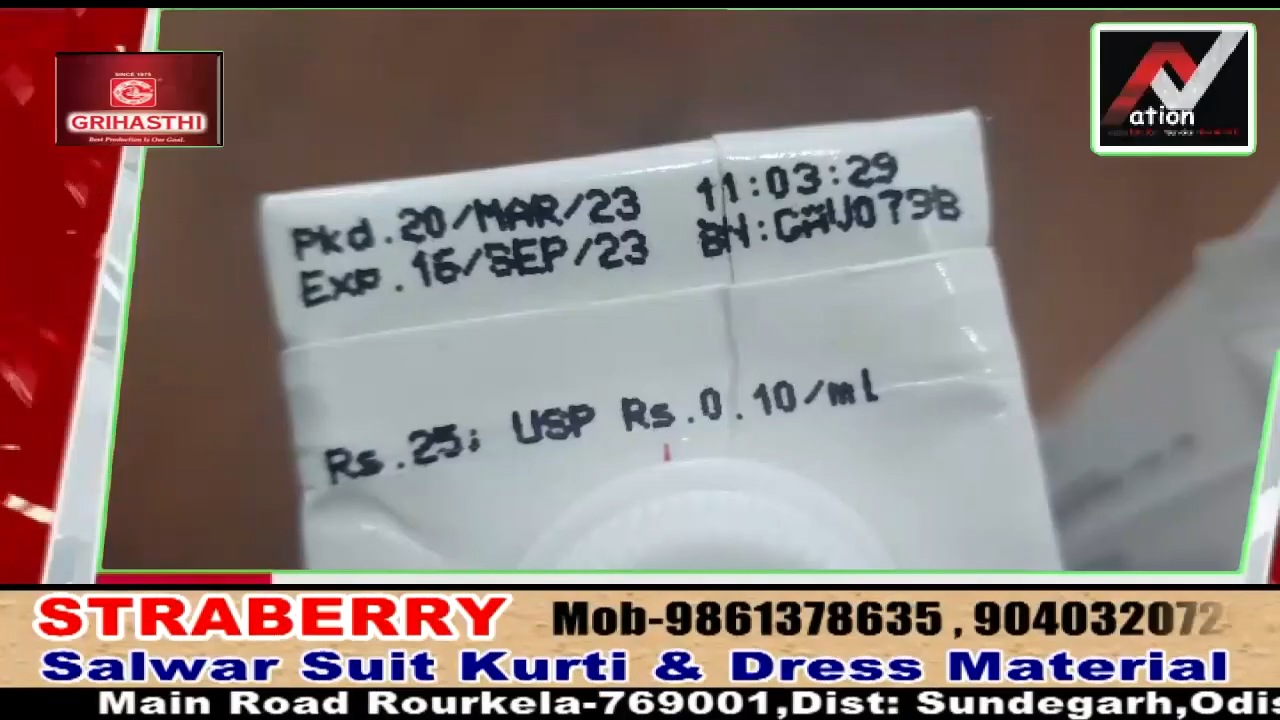 SINCE 1975
GRIHASTHI
Best Production is Our Goal.
N
ation
Pkd.20/MAR/23 11:03:29
Exp.16/SEP/23 BN:
Rs.25; USP Rs.0.10/ml
STRABERRY Mob-9861378635 , 904032072
Salwar Suit Kurti & Dress Material
Main Road Rourkela-769001,Dist: Sundegarh,Odis